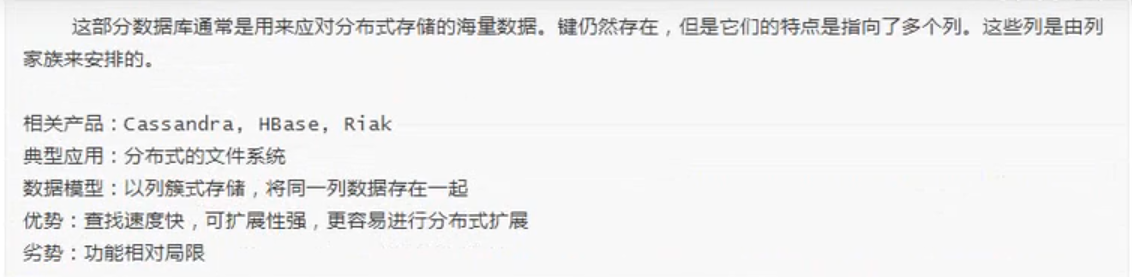 这部分数据库通常是用来应对分布式存储的海量数据。键仍然存在，但是它们的特点是指向了多个列。这些列是由列
家族来安排的。
相关产品：Cassandra, HBase, Riak
典型应用：分布式的文件系统
数据模型：以列簇式存储，将同一列数据存在一起
优势：查找速度快，可扩展性强，更容易进行分布式扩展
劣势：功能相对局限